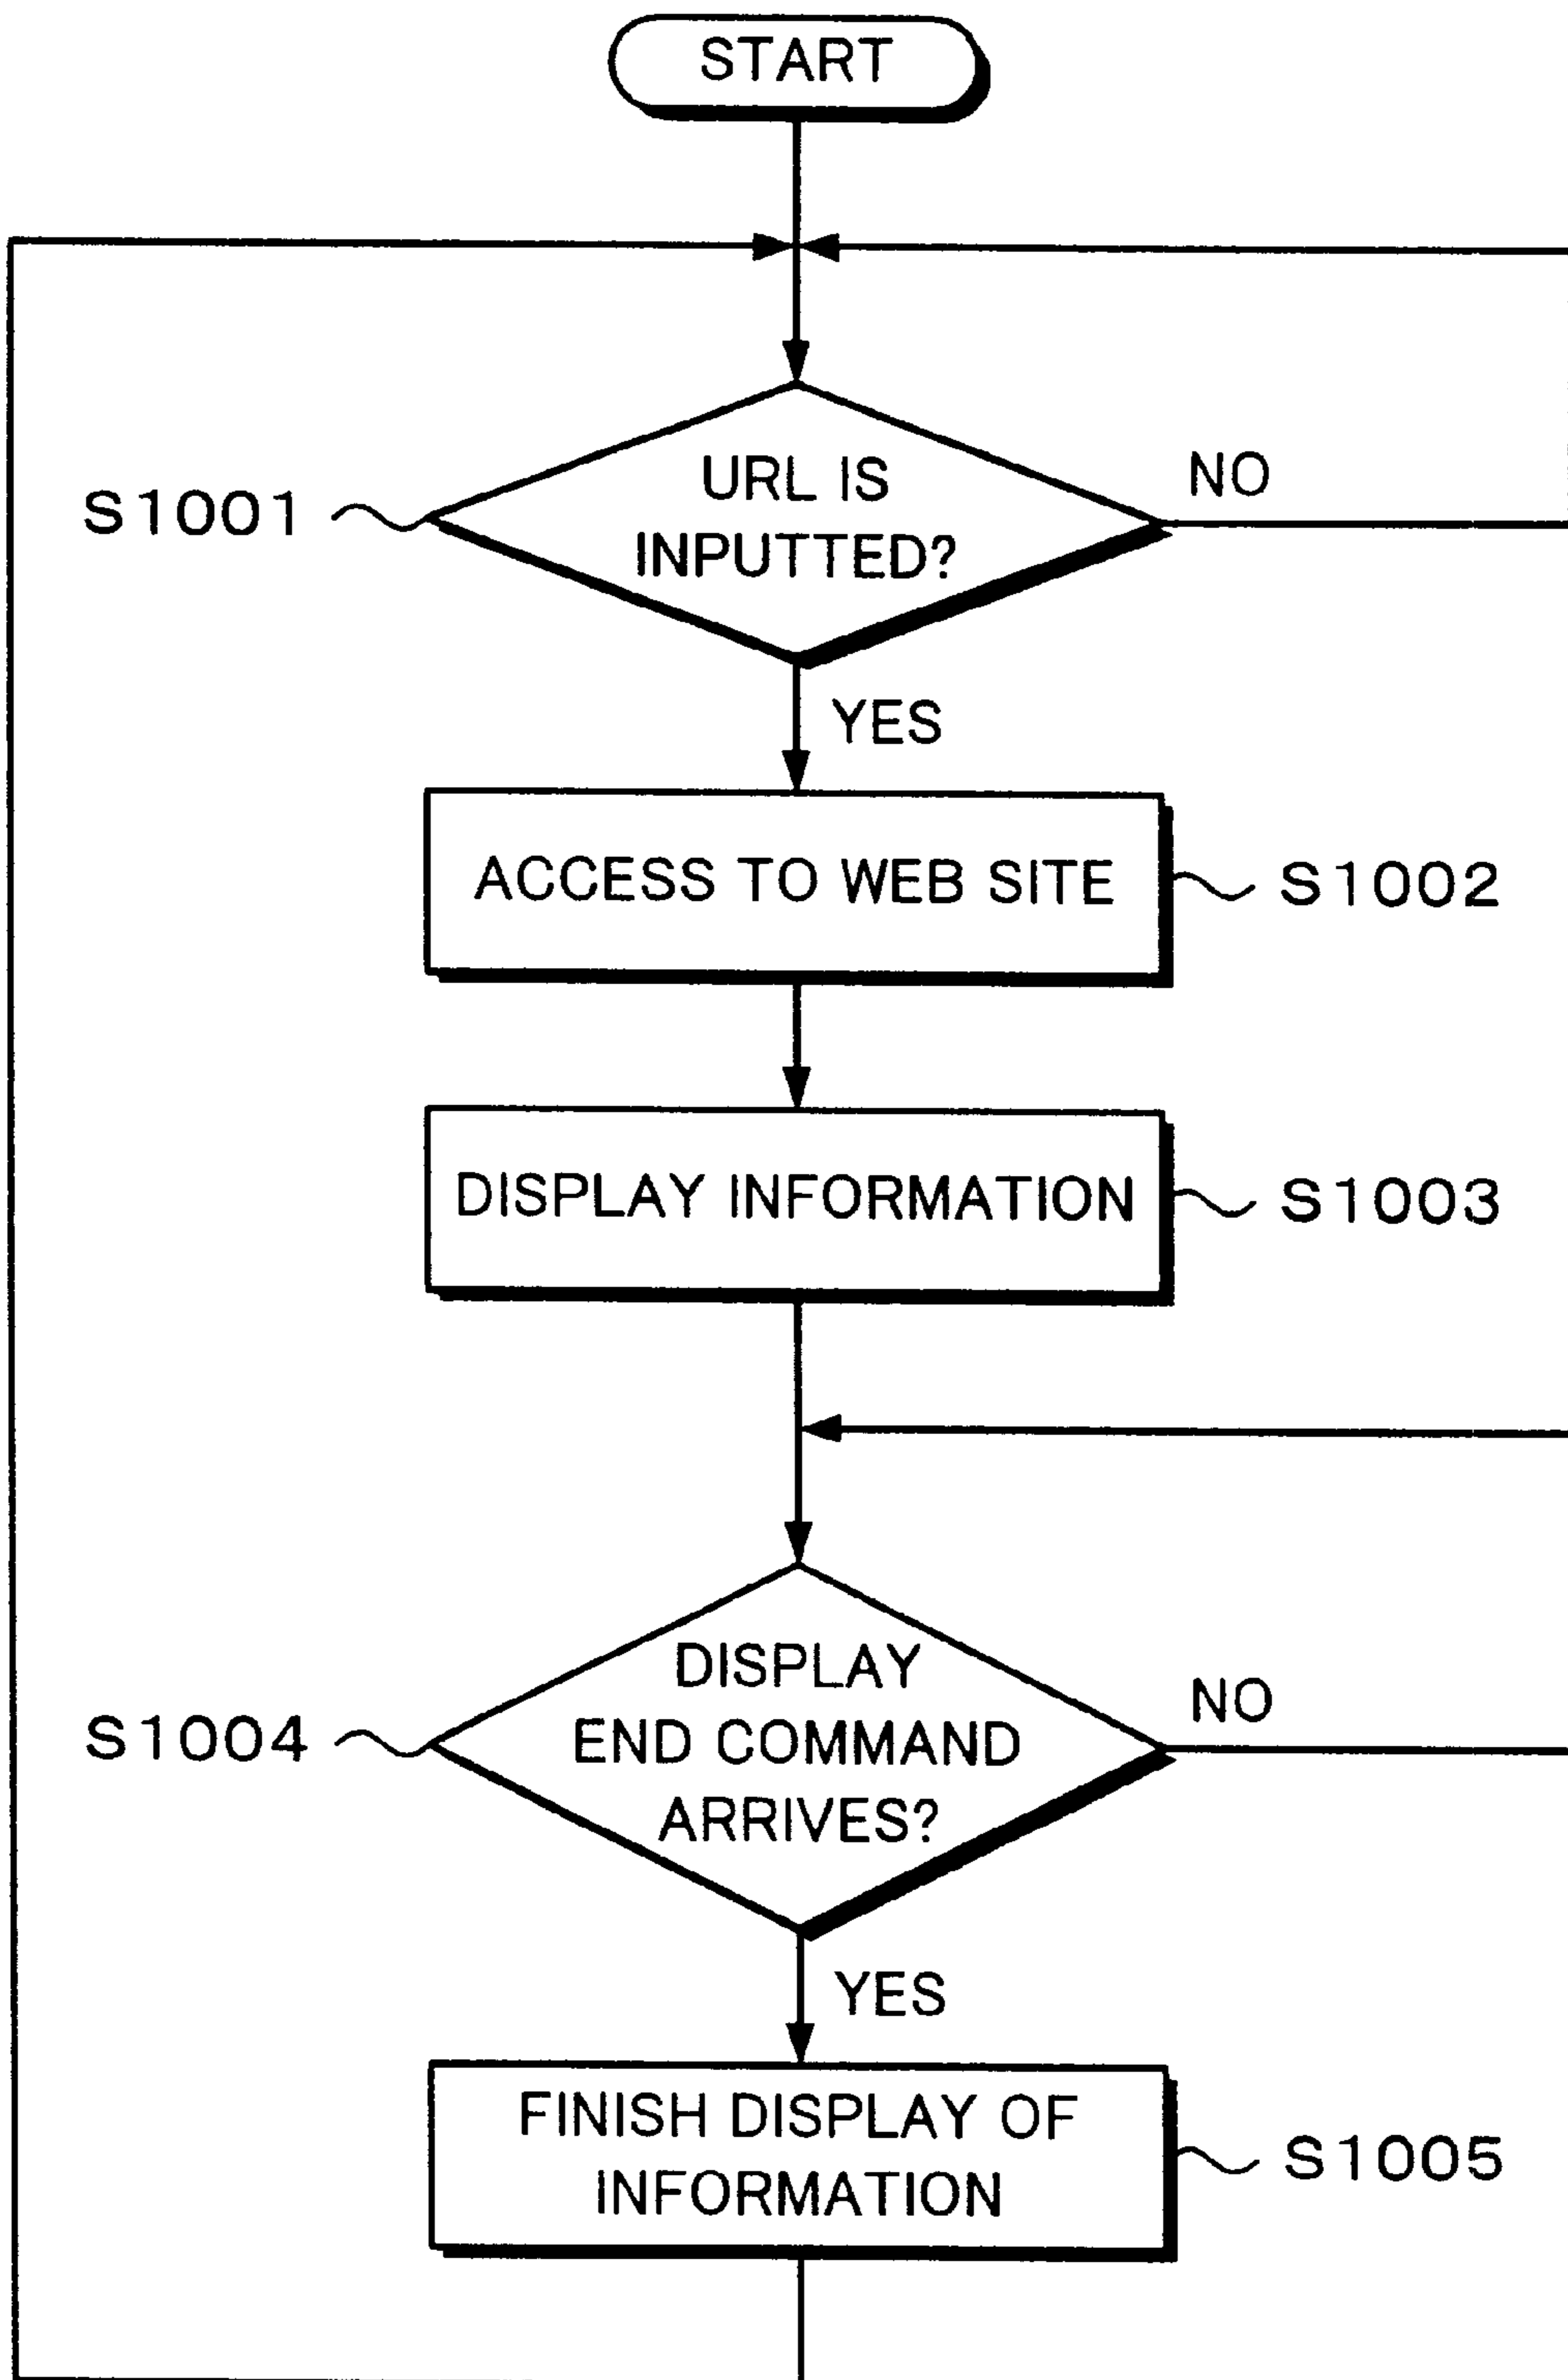 START
URL IS
INPUTTED?
NO
S1001
YES
ACCESS TO WEB SITE
S1002
DISPLAY INFORMATION
S1003
DISPLAY
END COMMAND
ARRIVES?
NO
S1004
YES
FINISH DISPLAY OF
INFORMATION
S1005